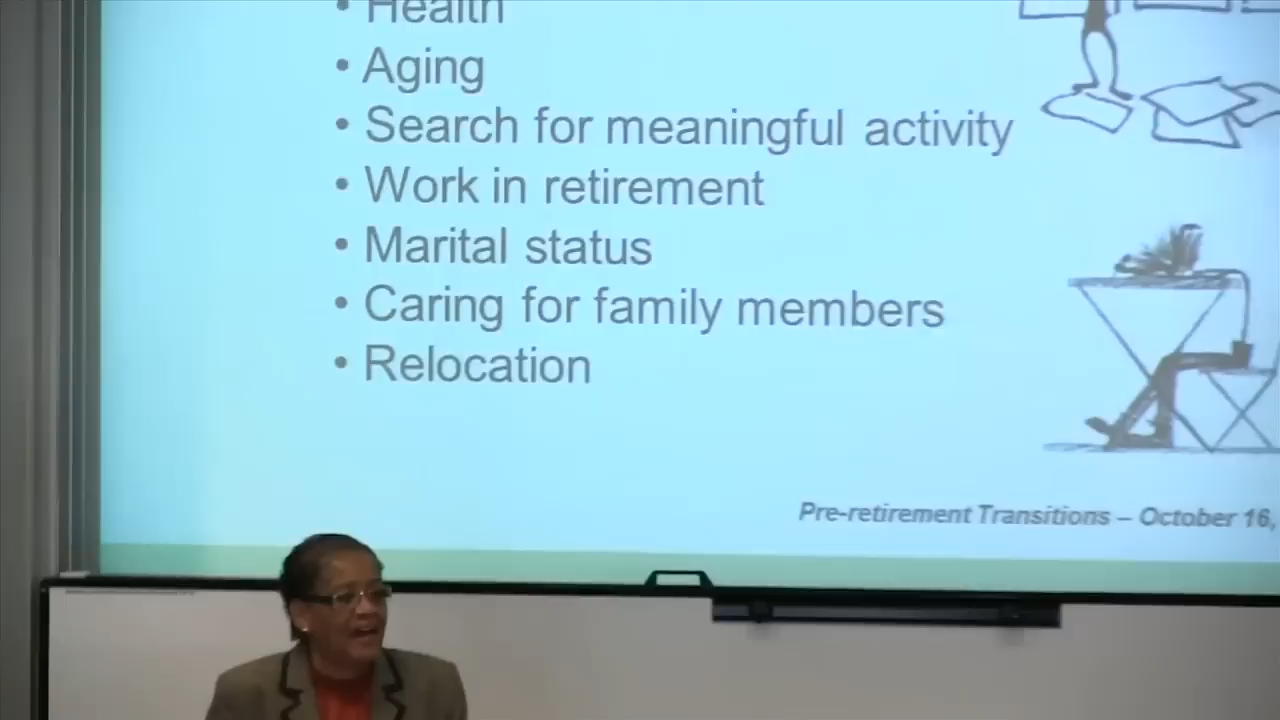 • Health
• Aging
• Search for meaningful activity
• Work in retirement
• Marital status
• Caring for family members
• Relocation
Pre-retirement Transitions – October 16,